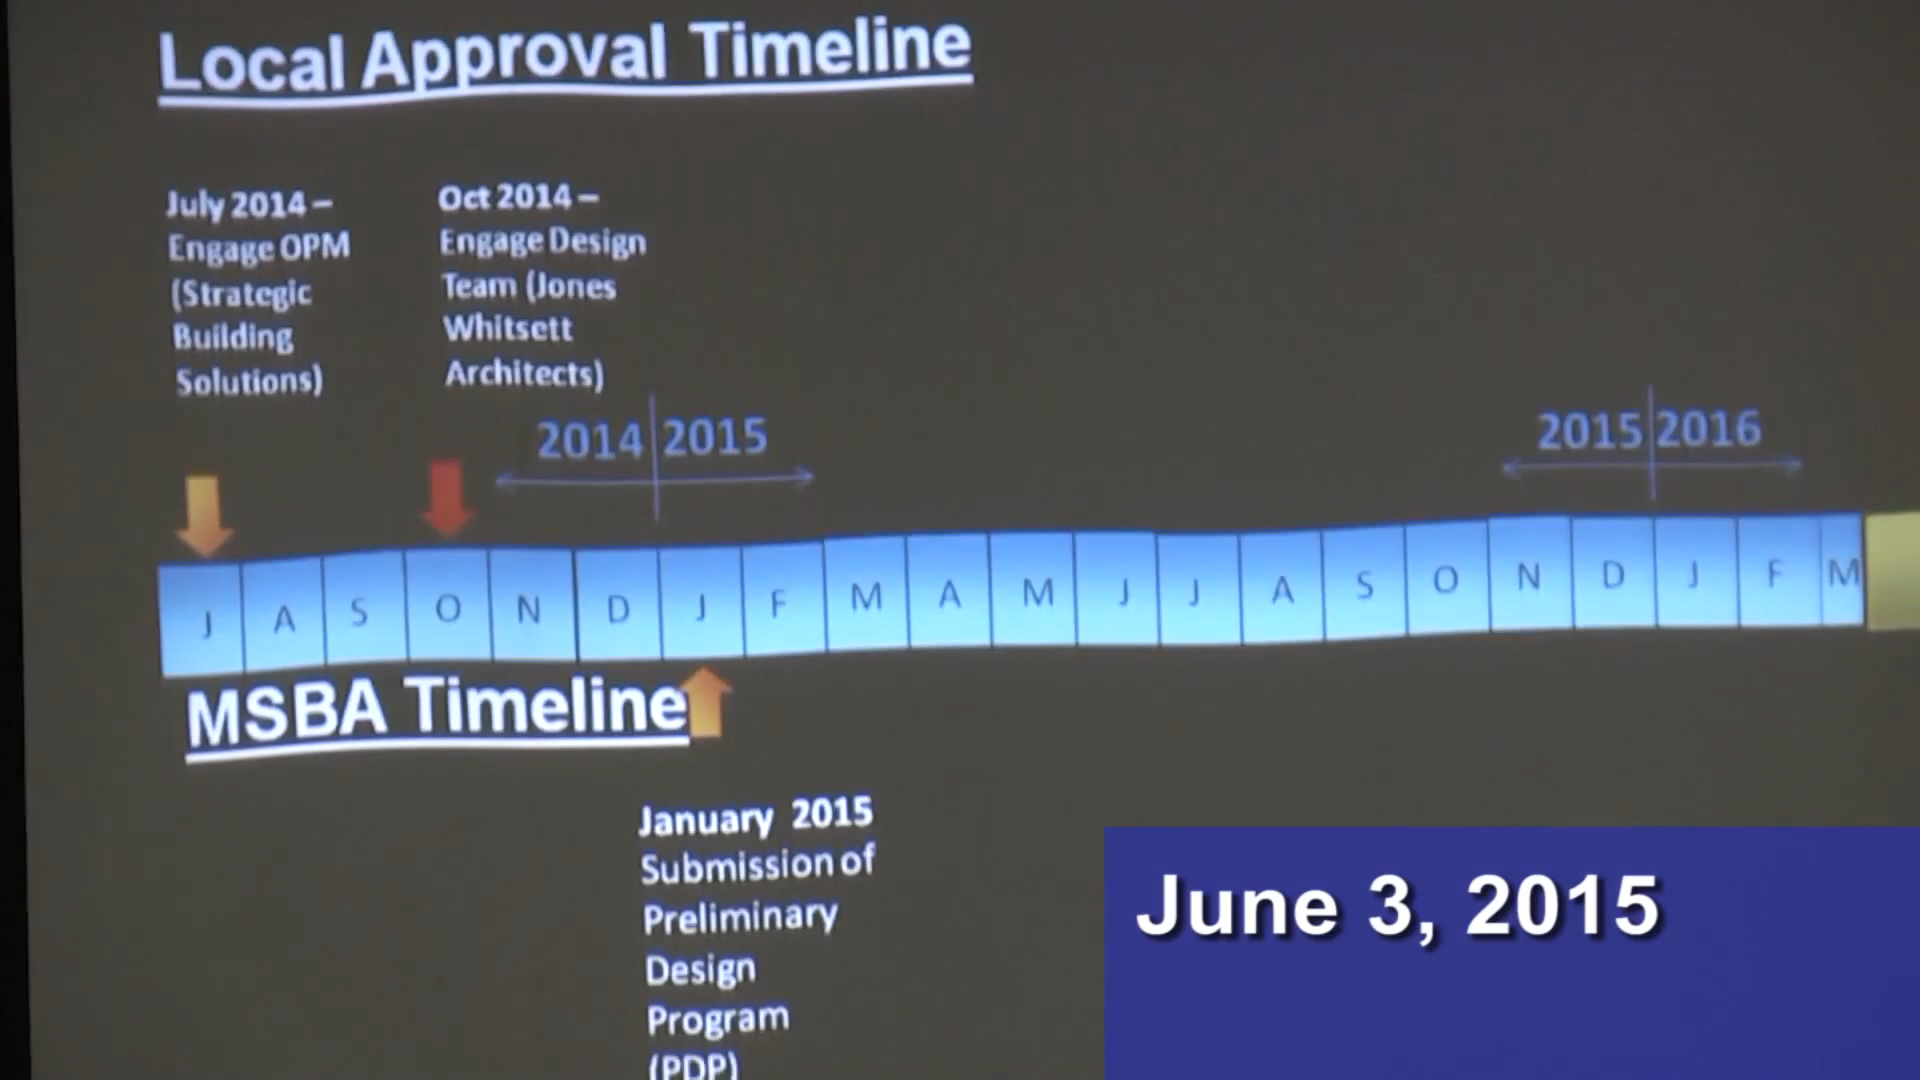 Local Approval Timeline
July 2014 –
Engage OPM
(Strategic
Building
Solutions)
Oct 2014 –
Engage Design
Team (Jones
Whitsett
Architects)
2014 2015
2015 2016
J A S O N D J F M A M J J A S O N D J F M
MSBA Timeline
January 2015
Submission of
Preliminary
Design
Program
(PDP)
June 3, 2015